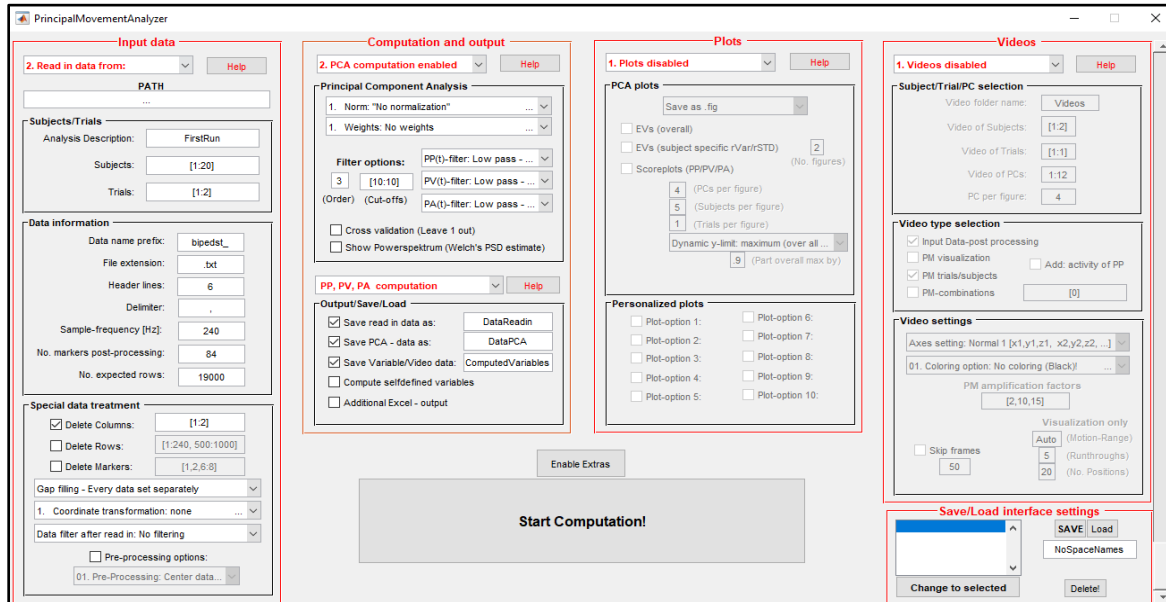 PrincipalMovementAnalyzer
Input data
2. Read in data from:
Help
PATH
...
Subjects/Trials
Analysis Description: FirstRun
Subjects: [1:20]
Trials: [1:2]
Data information
Data name prefix: bipedst_
File extension: .txt
Header lines: 6
Delimiter: ,
Sample-frequency [Hz]: 240
No. markers post-processing: 84
No. expected rows: 19000
Special data treatment
Delete Columns: [1:2]
Delete Rows: [1:240, 500:1000]
Delete Markers: [1,2,6:8]
Gap filling - Every data set separately
1. Coordinate transformation: none ...
Data filter after read in: No filtering
Pre-processing options:
01. Pre-Processing: Center data...
Computation and output
2. PCA computation enabled
Help
Principal Component Analysis
1. Norm: "No normalization" ...
1. Weights: No weights ...
Filter options:
3 [10:10]
(Order) (Cut-offs)
PP(t)-filter: Low pass - ...
PV(t)-filter: Low pass - ...
PA(t)-filter: Low pass - ...
Cross validation (Leave 1 out)
Show Powerspektrum (Welch's PSD estimate)
PP, PV, PA computation
Help
Output/Save/Load
Save read in data as: DataReadin
Save PCA - data as: DataPCA
Save Variable/Video data: ComputedVariables
Compute selfdefined variables
Additional Excel - output
Enable Extras
Start Computation!
Plots
1. Plots disabled
Help
PCA plots
Save as .fig
EVs (overall)
EVs (subject specific rVar/rSTD) 2
(No. figures)
Scoreplots (PP/PV/PA)
4 (PCs per figure)
5 (Subjects per figure)
1 (Trials per figure)
Dynamic y-limit: maximum (over all ...
.9 (Part overall max by)
Personalized plots
Plot-option 1:
Plot-option 2:
Plot-option 3:
Plot-option 4:
Plot-option 5:
Plot-option 6:
Plot-option 7:
Plot-option 8:
Plot-option 9:
Plot-option 10:
Videos
1. Videos disabled
Help
Subject/Trial/PC selection
Video folder name: Videos
Video of Subjects: [1:2]
Video of Trials: [1:1]
Video of PCs: 1:12
PC per figure: 4
Video type selection
Input Data-post processing
PM visualization
Add: activity of PP
PM trials/subjects
PM-combinations [0]
Video settings
Axes setting: Normal 1 [x1,y1,z1, x2,y2,z2, ...]
01. Coloring option: No coloring (Black)! ...
PM amplification factors
[2,10,15]
Visualization only
Auto (Motion-Range)
Skip frames
5 (Runthroughs)
50
20 (No. Positions)
Save/Load interface settings
SAVE Load
NoSpaceNames
Change to selected
Delete!